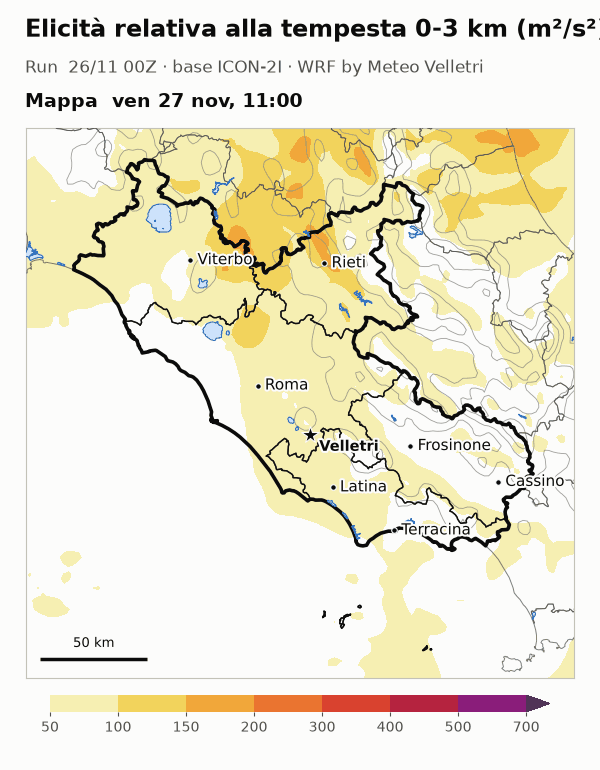 Elicità relativa alla tempesta 0-3 km (m²/s²)
Run 26/11 00Z · base ICON-2I · WRF by Meteo Velletri
Mappa ven 27 nov, 11:00
Viterbo
Rieti
Roma
Velletri
Frosinone
Latina
Cassino
Terracina
50 km
50 100 150 200 300 400 500 700